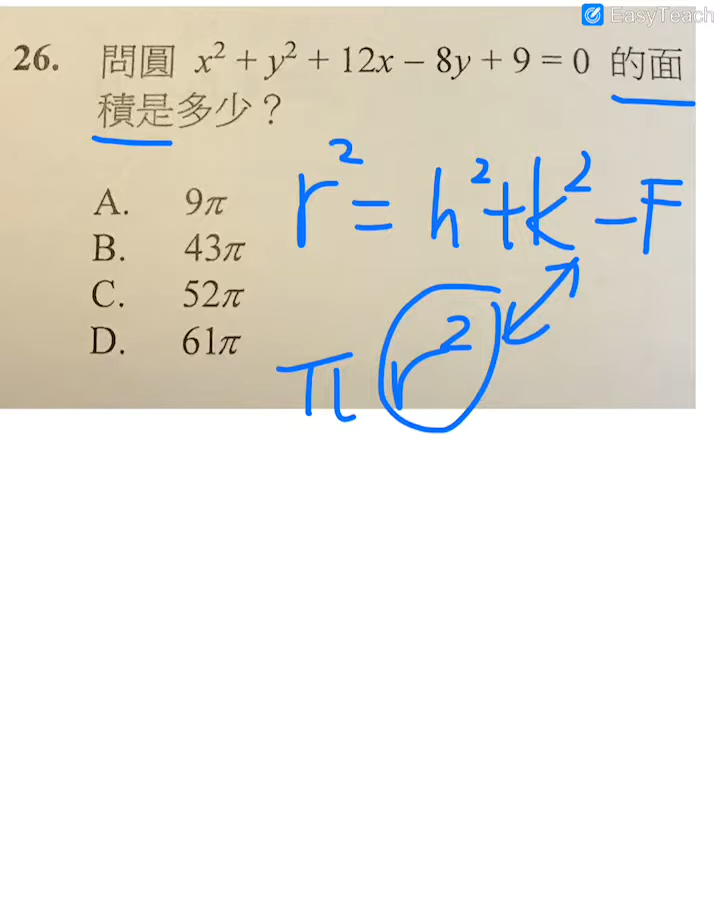 EasyTeach
26. 問圓 x² + y² + 12x – 8y + 9 = 0 的面
積是多少？
r² = h² + k² – F
A. 9π
B. 43π
C. 52π
D. 61π
π r²